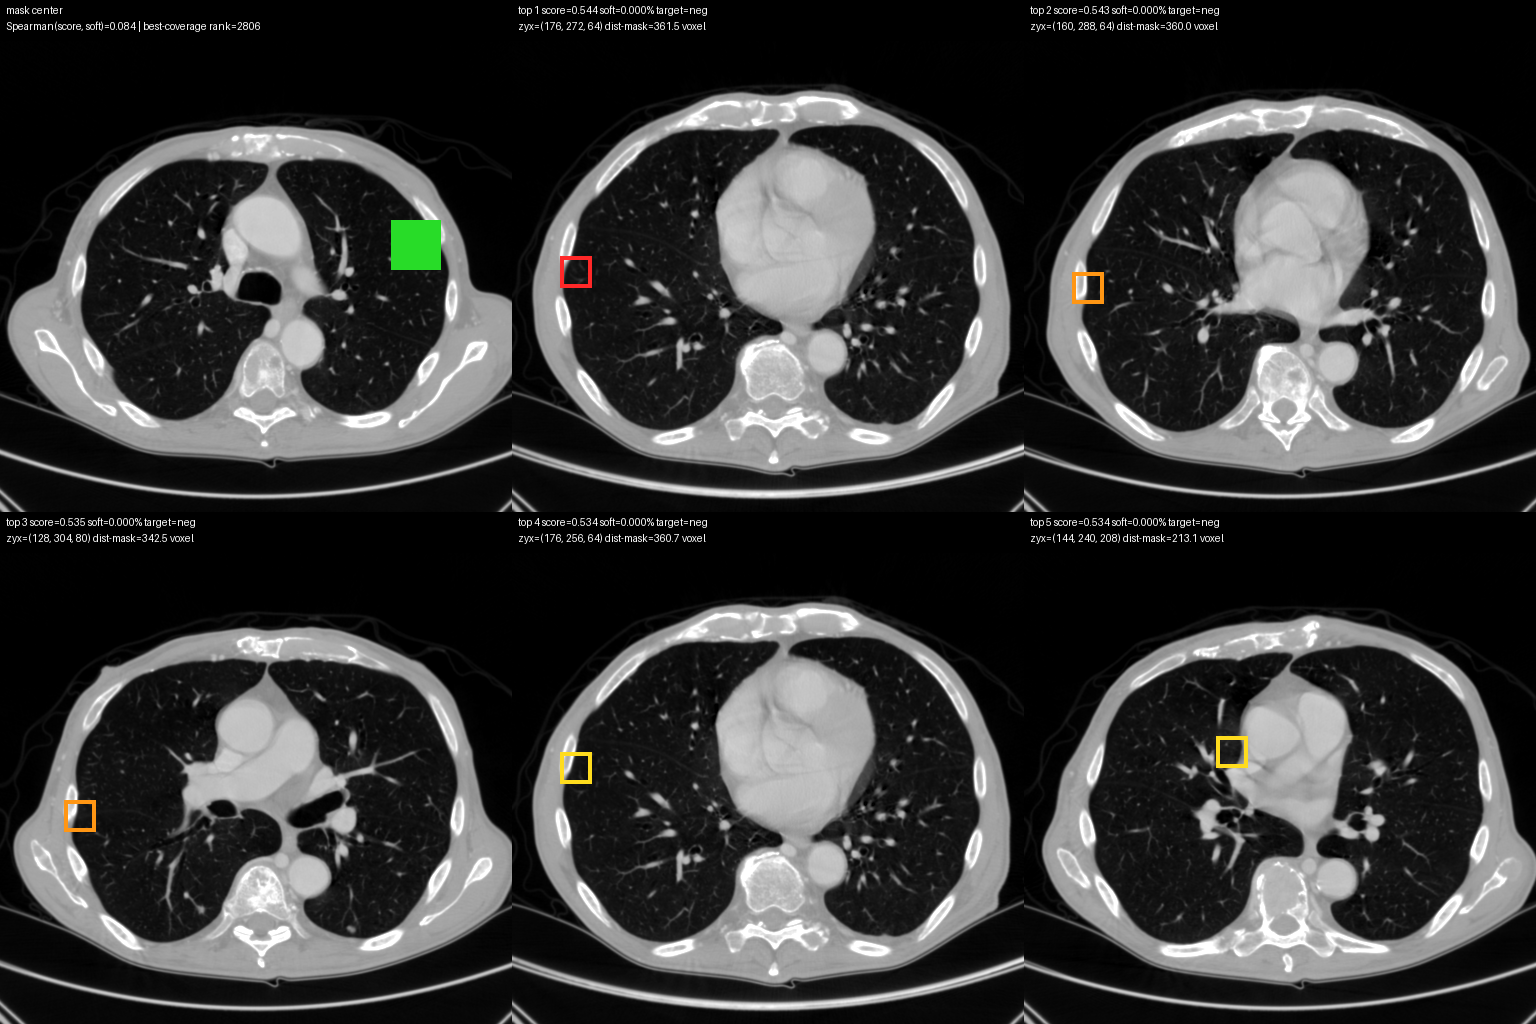 mask center
Spearman(score, soft)=0.084 | best-coverage rank=2806
top 1 score=0.544 soft=0.000% target=neg
zyx=(176, 272, 64) dist-mask=361.5 voxel
top 2 score=0.543 soft=0.000% target=neg
zyx=(160, 288, 64) dist-mask=360.0 voxel
top 3 score=0.535 soft=0.000% target=neg
zyx=(128, 304, 80) dist-mask=342.5 voxel
top 4 score=0.534 soft=0.000% target=neg
zyx=(176, 256, 64) dist-mask=360.7 voxel
top 5 score=0.534 soft=0.000% target=neg
zyx=(144, 240, 208) dist-mask=213.1 voxel